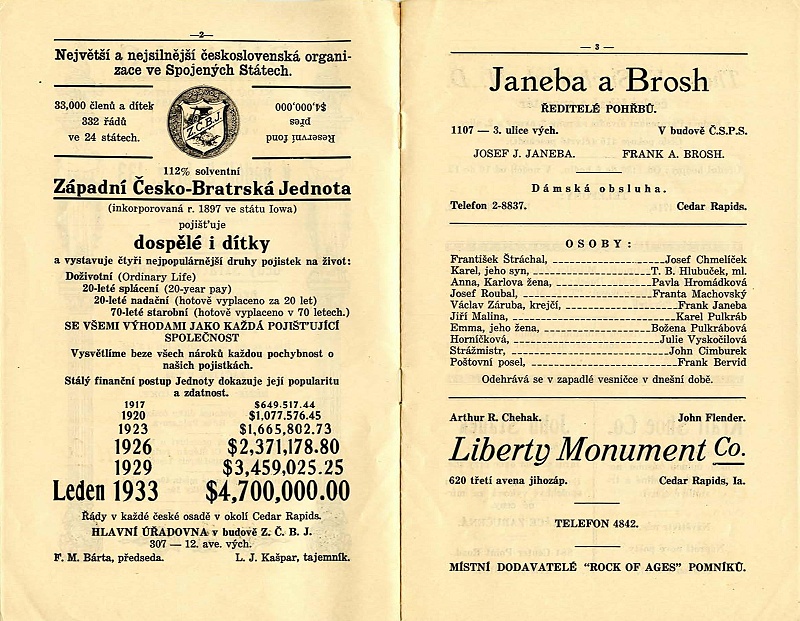 —2—
Největší a nejsilnější československá organi-
zace ve Spojených Státech.
33,000 členů a dítek
332 řádů
ve 24 státech.
Z.Č.B.J.
Reservní fond
přes
$4,000,000
112% solventní
Západní Česko-Bratrská Jednota
(inkorporovaná r. 1897 ve státu Iowa)
pojišťuje
dospělé i dítky
a vystavuje čtyři nejpopulárnější druhy pojistek na život:
Doživotní (Ordinary Life)
20-leté splácení (20-year pay)
20-leté nadační (hotově vyplaceno za 20 let)
70-leté starobní (hotově vyplaceno v 70 letech.)
SE VŠEMI VÝHODAMI JAKO KAŽDÁ POJIŠŤUJÍCÍ
SPOLEČNOST
Vysvětlíme beze všech nároků každou pochybnost o
našich pojistkách.
Stálý finanční postup Jednoty dokazuje její popularitu
a zdatnost.
1917 $649.517.44
1920 $1,077.576.45
1923 $1,665,802.73
1926 $2,371,178.80
1929 $3,459,025.25
Leden 1933 $4,700,000.00
Řády v každé české osadě v okolí Cedar Rapids.
HLAVNÍ ÚŘADOVNA v budově Z. Č. B. J.
307 — 12. ave. vých.
F. M. Bárta, předseda. L. J. Kašpar, tajemník.
— 3 —
Janeba a Brosh
ŘEDITELÉ POHŘBŮ.
1107 — 3. ulice vých. V budově Č.S.P.S.
JOSEF J. JANEBA. FRANK A. BROSH.
Dámská obsluha.
Telefon 2-8837. Cedar Rapids.
OSOBY:
František Štráchal, Josef Chmelíček
Karel, jeho syn, T. B. Hlubuček, ml.
Anna, Karlova žena, Pavla Hromádková
Josef Roubal, Franta Machovský
Václav Záruba, krejčí, Frank Janeba
Jiří Malina, Karel Pulkráb
Emma, jeho žena, Božena Pulkrábová
Horníčková, Julie Vyskočilová
Strážmistr, John Cimburek
Poštovní posel, Frank Bervid
Odehrává se v zapadlé vesničce v dnešní době.
Arthur R. Chehak. John Flender.
Liberty Monument Co.
620 třetí avena jihozáp. Cedar Rapids, Ia.
TELEFON 4842.
MÍSTNÍ DODAVATELÉ "ROCK OF AGES" POMNÍKŮ.